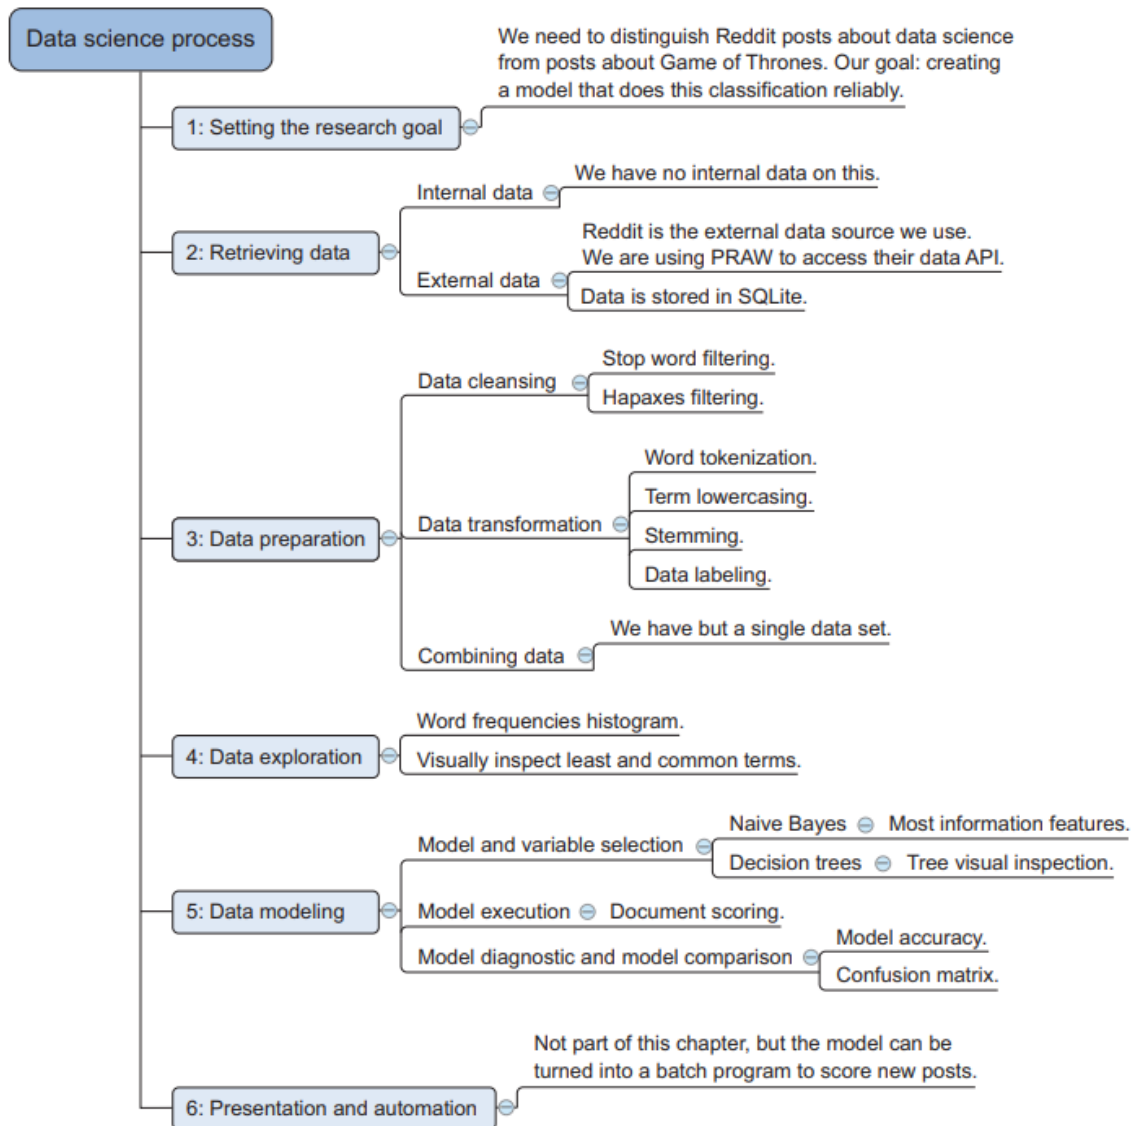 Data science process
We need to distinguish Reddit posts about data science
from posts about Game of Thrones. Our goal: creating
a model that does this classification reliably.
1: Setting the research goal
We have no internal data on this.
Internal data
Reddit is the external data source we use.
2: Retrieving data
We are using PRAW to access their data API.
External data
Data is stored in SQLite.
Stop word filtering.
Data cleansing
Hapaxes filtering.
Word tokenization.
Term lowercasing.
Data transformation
3: Data preparation
Stemming.
Data labeling.
We have but a single data set.
Combining data
Word frequencies histogram.
4: Data exploration
Visually inspect least and common terms.
Naive Bayes Most information features.
Model and variable selection
Decision trees Tree visual inspection.
5: Data modeling
Model execution Document scoring.
Model accuracy.
Model diagnostic and model comparison
Confusion matrix.
Not part of this chapter, but the model can be
turned into a batch program to score new posts.
6: Presentation and automation